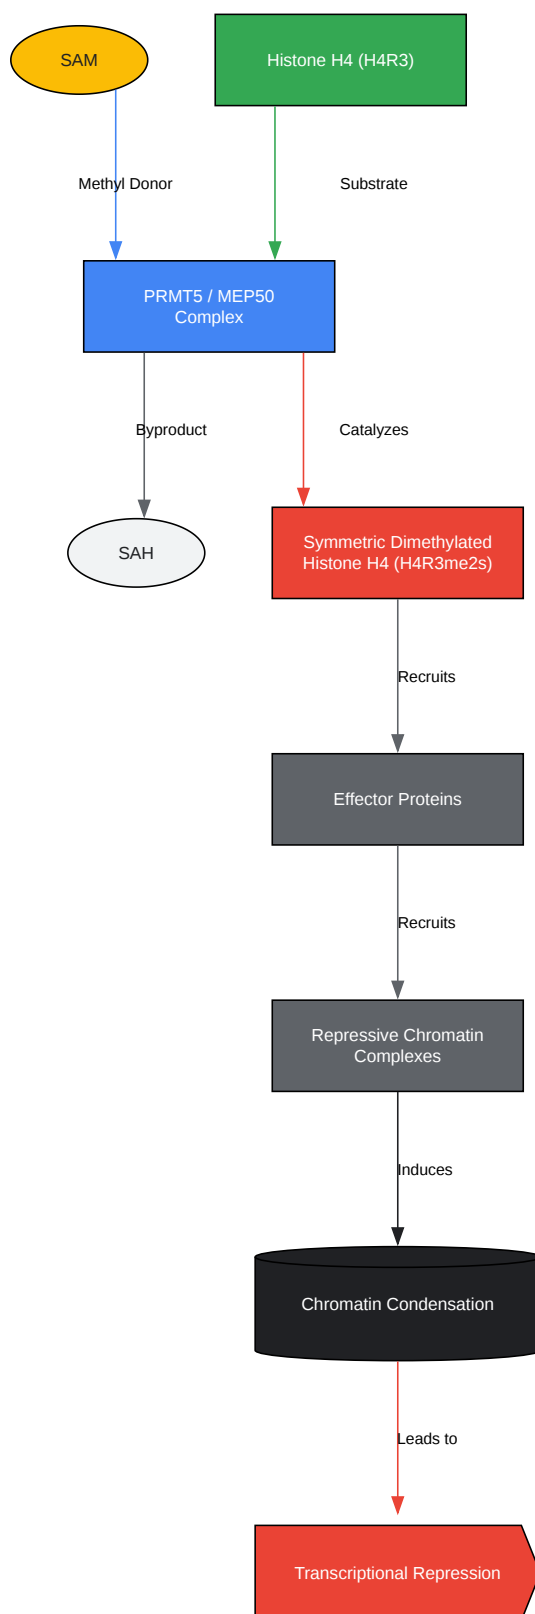 SAM
Histone H4 (H4R3)
Methyl Donor
Substrate
PRMT5 / MEP50
Complex
Byproduct
Catalyzes
SAH
Symmetric Dimethylated
Histone H4 (H4R3me2s)
Recruits
Effector Proteins
Recruits
Repressive Chromatin
Complexes
Induces
Chromatin Condensation
Leads to
Transcriptional Repression